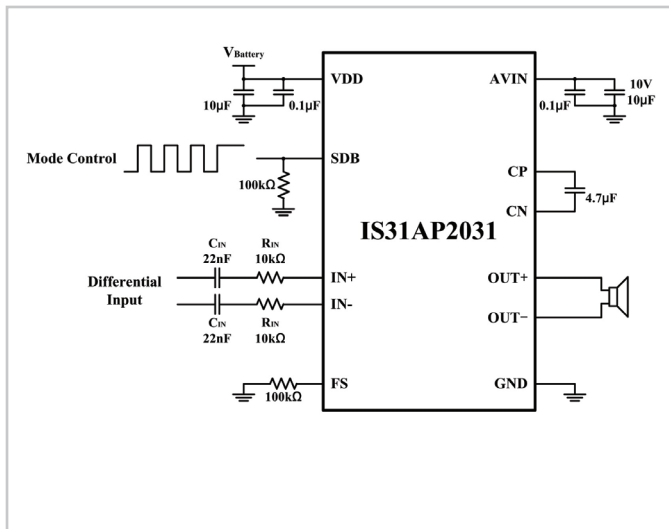 VBattery
10µF
0.1µF
VDD
AVIN
0.1µF
10V
10µF
Mode Control
SDB
100kΩ
CP
CN
4.7µF
IS31AP2031
Differential
Input
CIN
22nF
RIN
10kΩ
IN+
IN-
CIN
22nF
RIN
10kΩ
OUT+
OUT−
FS
100kΩ
GND